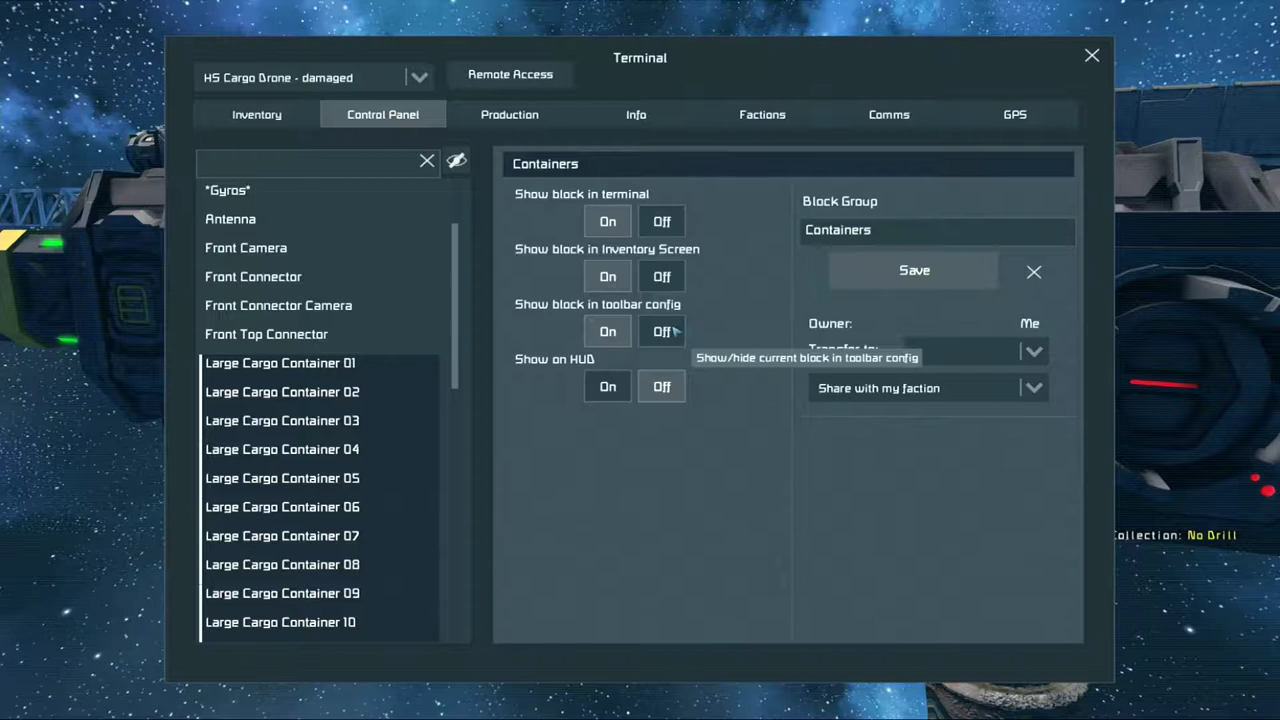 Terminal
HS Cargo Drone - damaged
Remote Access
Inventory
Control Panel
Production
Info
Factions
Comms
GPS
*Gyros*
Antenna
Front Camera
Front Connector
Front Connector Camera
Front Top Connector
Large Cargo Container 01
Large Cargo Container 02
Large Cargo Container 03
Large Cargo Container 04
Large Cargo Container 05
Large Cargo Container 06
Large Cargo Container 07
Large Cargo Container 08
Large Cargo Container 09
Large Cargo Container 10
Containers
Show block in terminal
On Off
Show block in Inventory Screen
On Off
Show block in toolbar config
On Off
Show on HUD
On Off
Show/hide current block in toolbar config
Block Group
Containers
Save
Owner: Me
Transfer to:
Share with my faction
ollection: No Drill